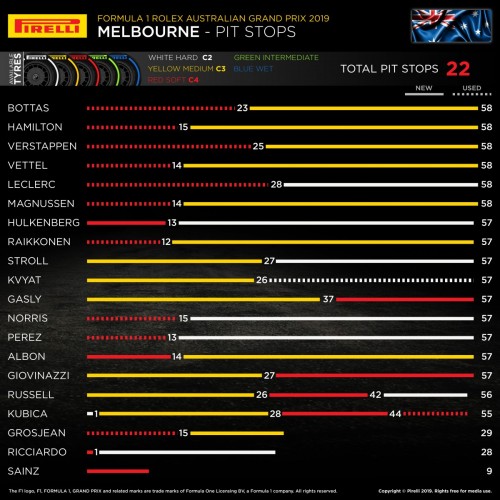 PIRELLI
FORMULA 1 ROLEX AUSTRALIAN GRAND PRIX 2019
MELBOURNE - PIT STOPS
AVAILABLE TYRES
WHITE HARD C2
GREEN INTERMEDIATE
YELLOW MEDIUM C3
BLUE WET
RED SOFT C4
TOTAL PIT STOPS 22
NEW USED
BOTTAS 23 58
HAMILTON 15 58
VERSTAPPEN 25 58
VETTEL 14 58
LECLERC 28 58
MAGNUSSEN 14 58
HULKENBERG 13 57
RAIKKONEN 12 57
STROLL 27 57
KVYAT 26 57
GASLY 37 57
NORRIS 15 57
PEREZ 13 57
ALBON 14 57
GIOVINAZZI 27 57
RUSSELL 26 42 56
KUBICA 1 28 44 55
GROSJEAN 15 29
RICCIARDO 1 28
SAINZ 9
The F1 logo, F1, FORMULA 1, GRAND PRIX and related marks are trade marks of Formula One Licensing BV, a Formula 1 company. All rights reserved.
Copyright © Pirelli 2019. Rights free for media use.